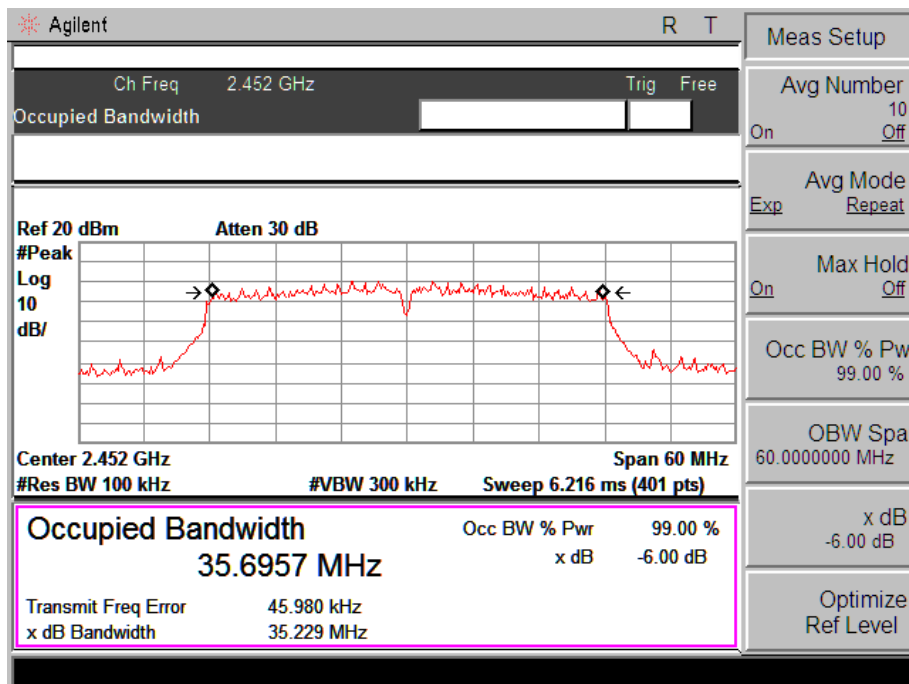 Agilent R T
Ch Freq 2.452 GHz Trig Free
Occupied Bandwidth
Ref 20 dBm Atten 30 dB
#Peak
Log
10
dB/
Center 2.452 GHz Span 60 MHz
#Res BW 100 kHz #VBW 300 kHz Sweep 6.216 ms (401 pts)
Occupied Bandwidth Occ BW % Pwr 99.00 %
35.6957 MHz x dB -6.00 dB
Transmit Freq Error 45.980 kHz
x dB Bandwidth 35.229 MHz
Meas Setup
Avg Number
10
On Off
Avg Mode
Exp Repeat
Max Hold
On Off
Occ BW % Pw
99.00 %
OBW Spa
60.0000000 MHz
x dB
-6.00 dB
Optimize
Ref Level